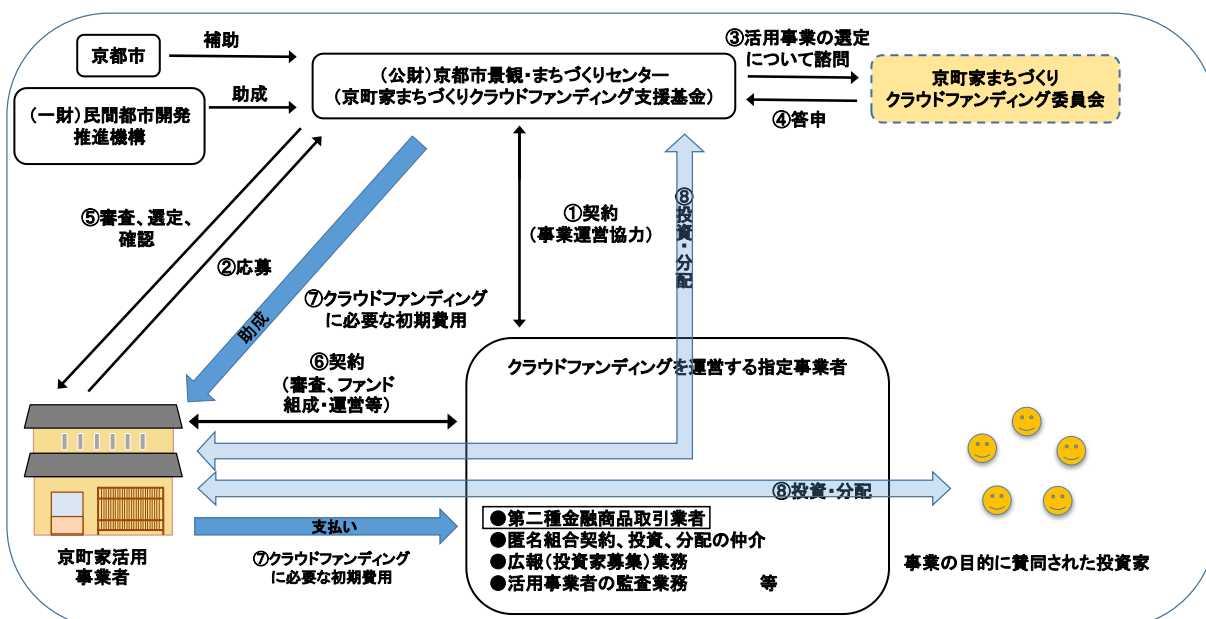 京都市
補助
(一財)民間都市開発
推進機構
助成
(公財)京都市景観・まちづくりセンター
(京町家まちづくりクラウドファンディング支援基金)
③活用事業の選定
について諮問
④答申
京町家まちづくり
クラウドファンディング委員会
⑤審査、選定、
確認
②応募
①契約
(事業運営協力)
⑧投資・分配
助成
⑦クラウドファンディング
に必要な初期費用
⑥契約
(審査、ファンド
組成・運営等)
クラウドファンディングを運営する指定事業者
⑧投資・分配
支払い
⑦クラウドファンディング
に必要な初期費用
●第二種金融商品取引業者
●匿名組合契約、投資、分配の仲介
●広報(投資家募集)業務
●活用事業者の監査業務 等
京町家活用
事業者
事業の目的に賛同された投資家